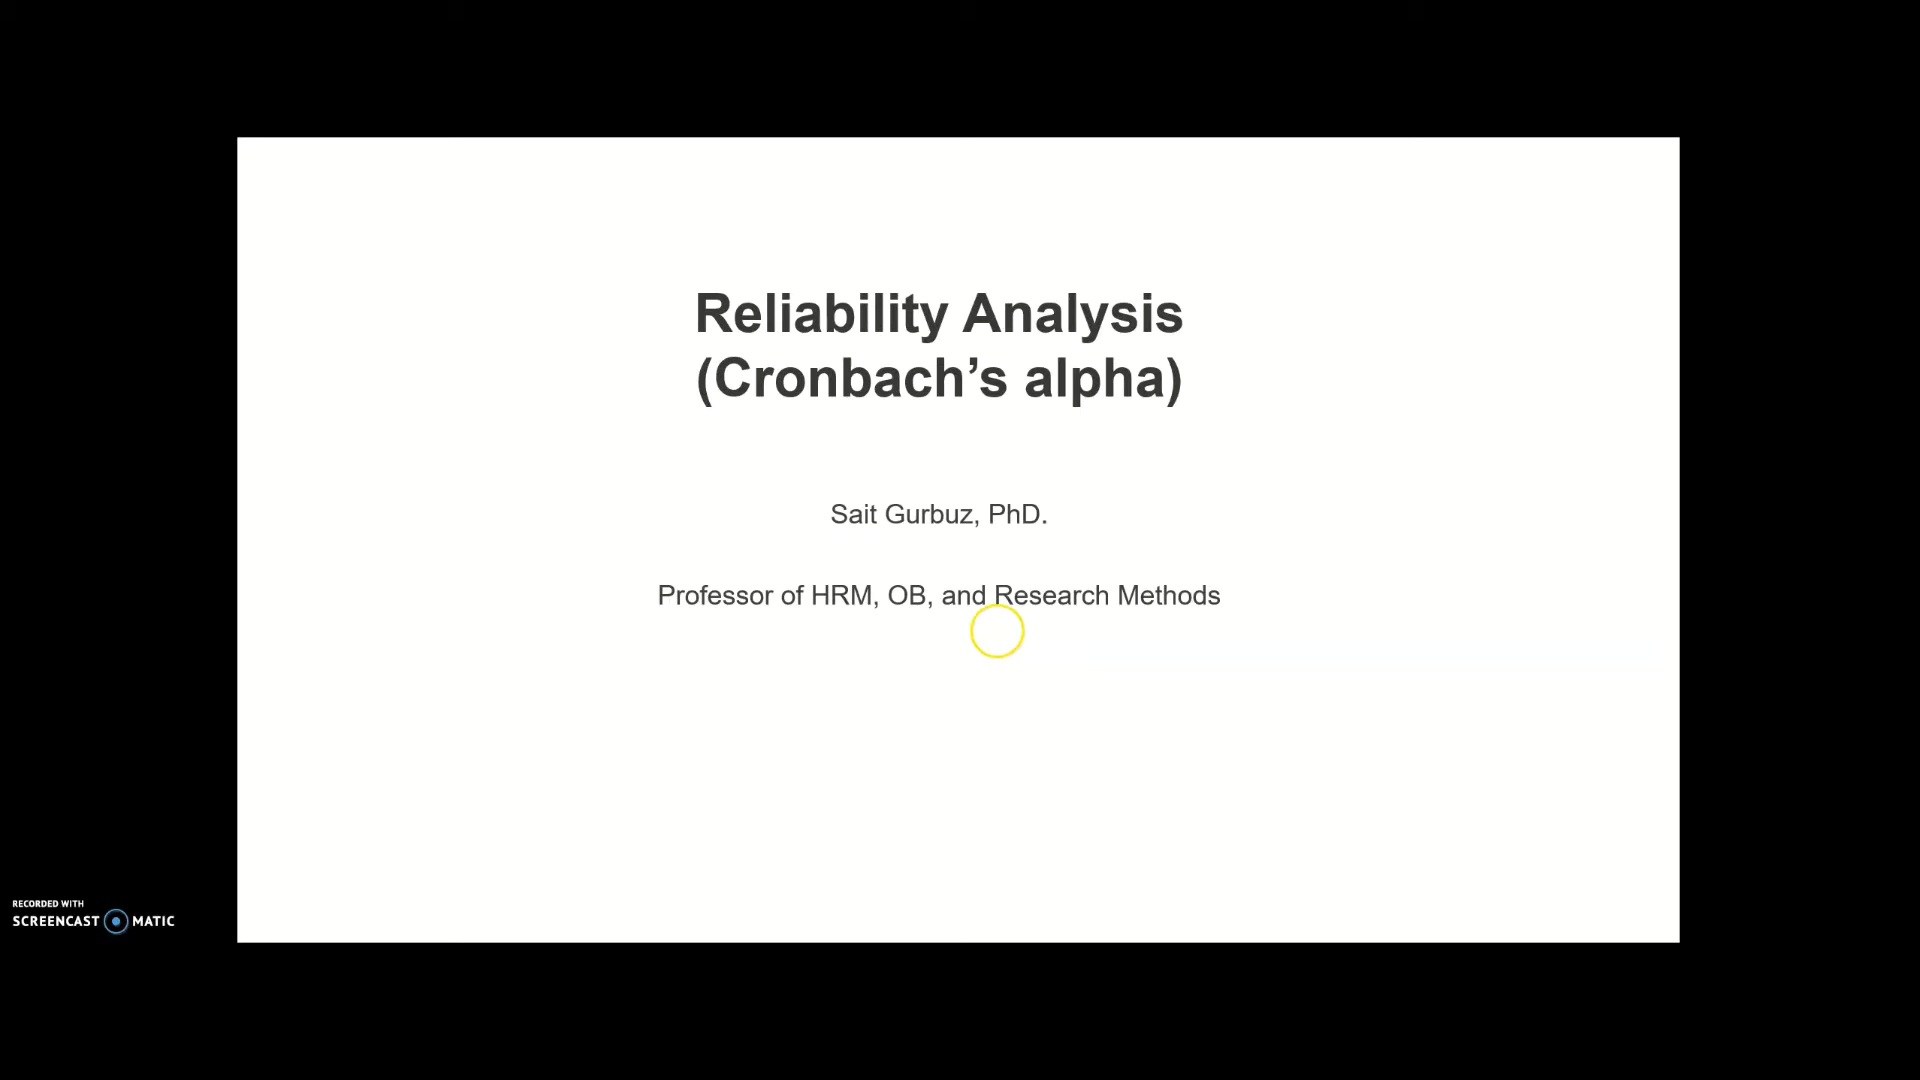 Reliability Analysis
(Cronbach’s alpha)
Sait Gurbuz, PhD.
Professor of HRM, OB, and Research Methods
RECORDED WITH
SCREENCAST MATIC